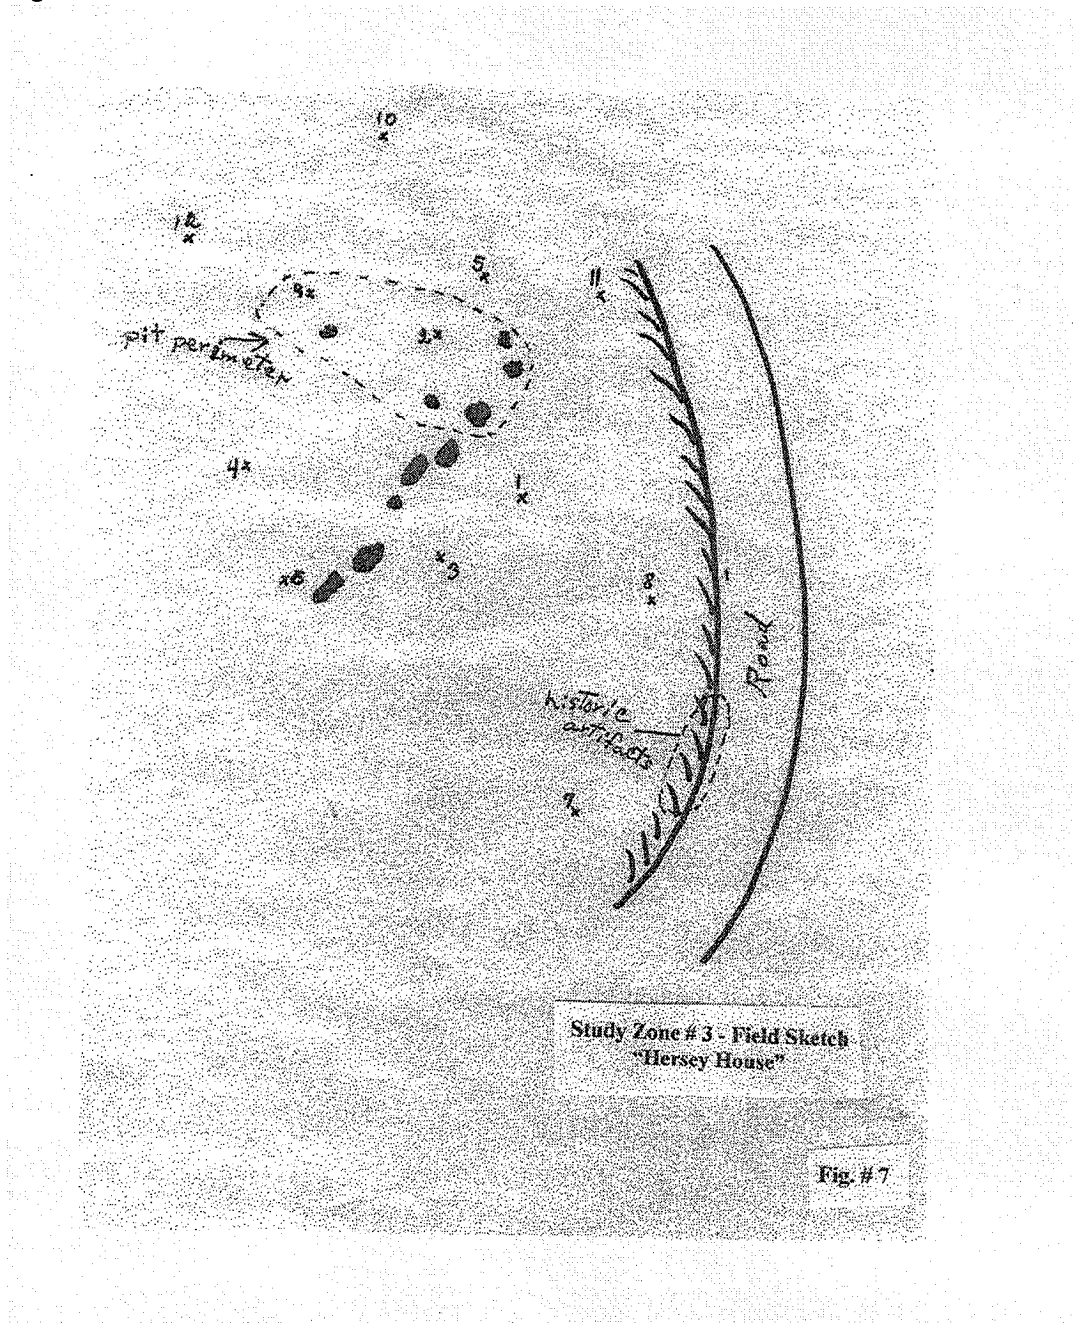 10
12
5
11
9
2
pit perimeter
4
1
3
6
8
Road
historic
artifacts
7
Study Zone # 3 - Field Sketch
“Hersey House”
Fig. # 7